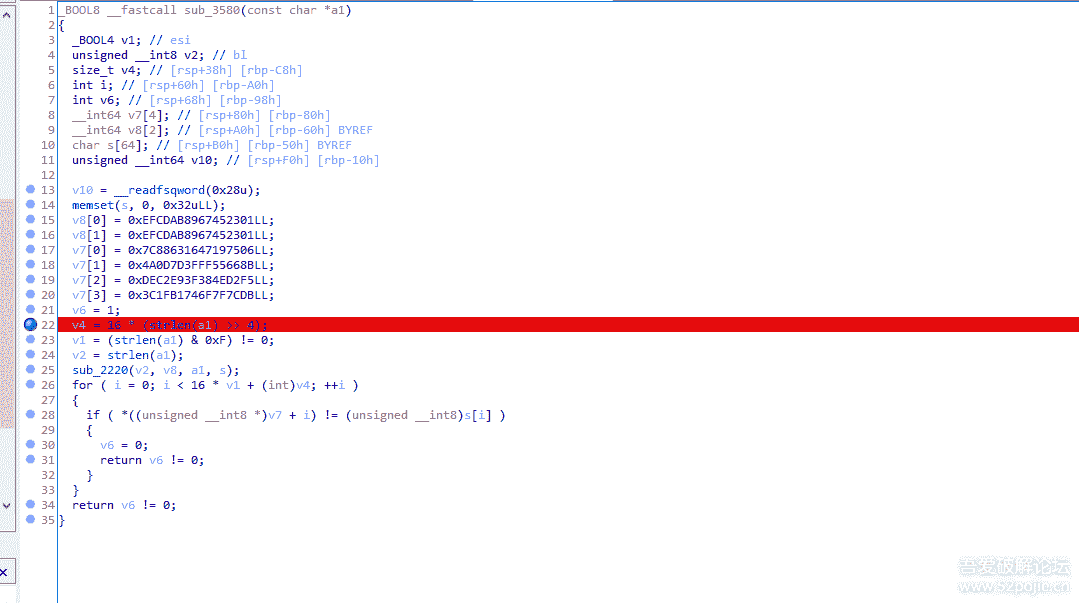 1 _BOOL8 __fastcall sub_3580(const char *a1)
2 {
3 _BOOL4 v1; // esi
4 unsigned __int8 v2; // bl
5 size_t v4; // [rsp+38h] [rbp-C8h]
6 int i; // [rsp+60h] [rbp-A0h]
7 int v6; // [rsp+68h] [rbp-98h]
8 __int64 v7[4]; // [rsp+80h] [rbp-80h]
9 __int64 v8[2]; // [rsp+A0h] [rbp-60h] BYREF
10 char s[64]; // [rsp+B0h] [rbp-50h] BYREF
11 unsigned __int64 v10; // [rsp+F0h] [rbp-10h]
12
13 v10 = __readfsqword(0x28u);
14 memset(s, 0, 0x32uLL);
15 v8[0] = 0xEFCDAB8967452301LL;
16 v8[1] = 0xEFCDAB8967452301LL;
17 v7[0] = 0x7C88631647197506LL;
18 v7[1] = 0x4A0D7D3FFF55668BLL;
19 v7[2] = 0xDEC2E93F384ED2F5LL;
20 v7[3] = 0x3C1FB1746F7F7CDBLL;
21 v6 = 1;
22 v4 = 16 * (strlen(a1) >> 4);
23 v1 = (strlen(a1) & 0xF) != 0;
24 v2 = strlen(a1);
25 sub_2220(v2, v8, a1, s);
26 for ( i = 0; i < 16 * v1 + (int)v4; ++i )
27 {
28 if ( *((unsigned __int8 *)v7 + i) != (unsigned __int8)s[i] )
29 {
30 v6 = 0;
31 return v6 != 0;
32 }
33 }
34 return v6 != 0;
35 }
吾爱破解论坛
www.52pojie.cn